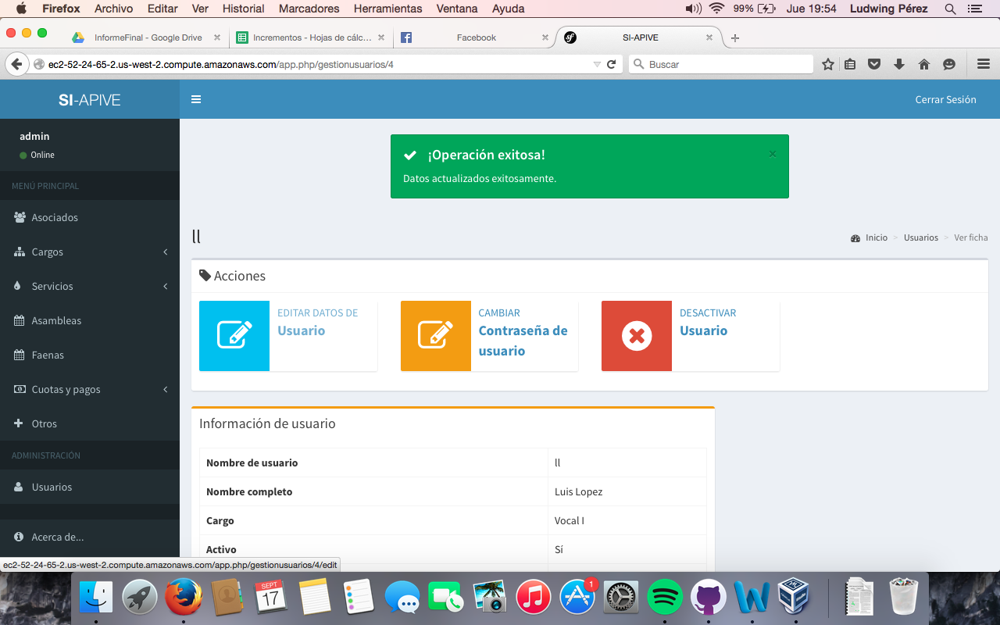 Firefox Archivo Editar Ver Historial Marcadores Herramientas Ventana Ayuda 99% Jue 19:54 Ludwing Pérez
InformeFinal - Google Drive
Incrementos - Hojas de cálc...
Facebook
SI-APIVE
ec2-52-24-65-2.us-west-2.compute.amazonaws.com/app.php/gestionusuarios/4
Buscar
SI-APIVE
Cerrar Sesión
admin
Online
MENÚ PRINCIPAL
Asociados
Cargos
Servicios
Asambleas
Faenas
Cuotas y pagos
Otros
ADMINISTRACIÓN
Usuarios
Acerca de...
¡Operación exitosa!
×
Datos actualizados exitosamente.
ll
Inicio > Usuarios > Ver ficha
Acciones
EDITAR DATOS DE
Usuario
CAMBIAR
Contraseña de
usuario
DESACTIVAR
Usuario
Información de usuario
Nombre de usuario ll
Nombre completo Luis Lopez
Cargo Vocal I
Activo Sí
ec2-52-24-65-2.us-west-2.compute.amazonaws.com/app.php/gestionusuarios/4/edit
SEPT
17
1